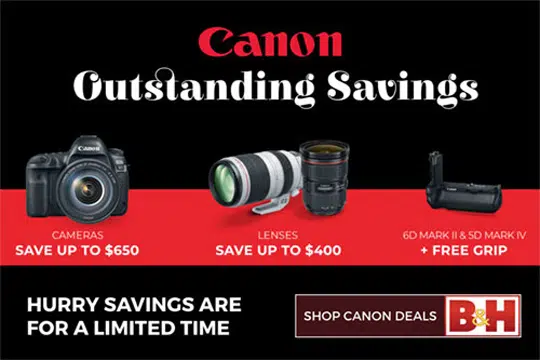 Canon
Outstanding Savings
Canon
CAMERAS
SAVE UP TO $650
LENSES
SAVE UP TO $400
6D MARK II & 5D MARK IV
+ FREE GRIP
HURRY SAVINGS ARE
FOR A LIMITED TIME
SHOP CANON DEALS
B&H